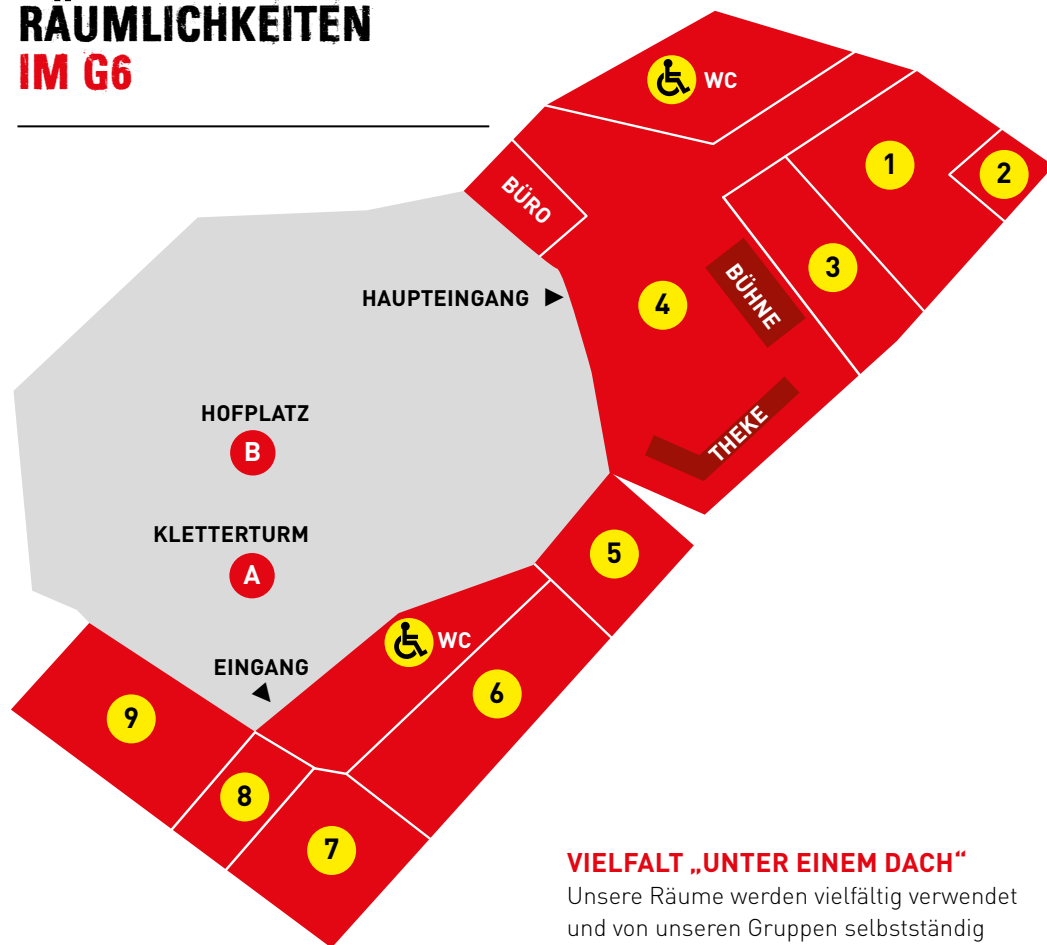 RÄUMLICHKEITEN
IM G6
WC
1
2
BÜRO
3
BÜHNE
HAUPTEINGANG
4
HOFPLATZ
B
THEKE
KLETTERTURM
A
5
WC
EINGANG
6
9
8
7
VIELFALT „UNTER EINEM DACH“
Unsere Räume werden vielfältig verwendet
und von unseren Gruppen selbstständig